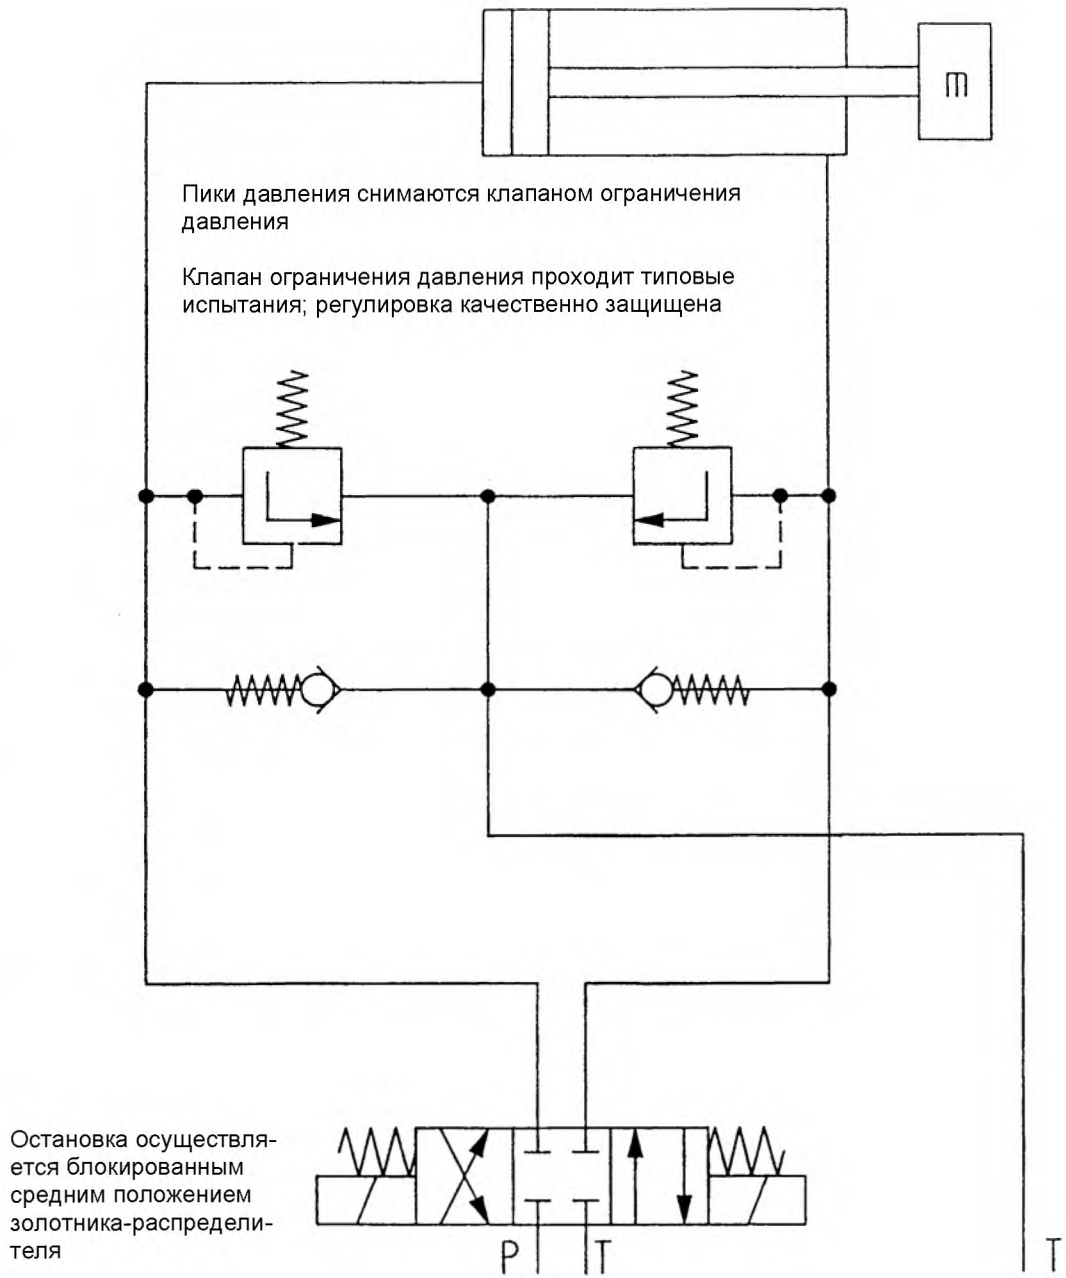 m
Пики давления снимаются клапаном ограничения
давления
Клапан ограничения давления проходит типовые
испытания; регулировка качественно защищена
Остановка осуществля-
ется блокированным
средним положением
золотника-распредели-
теля
P T T